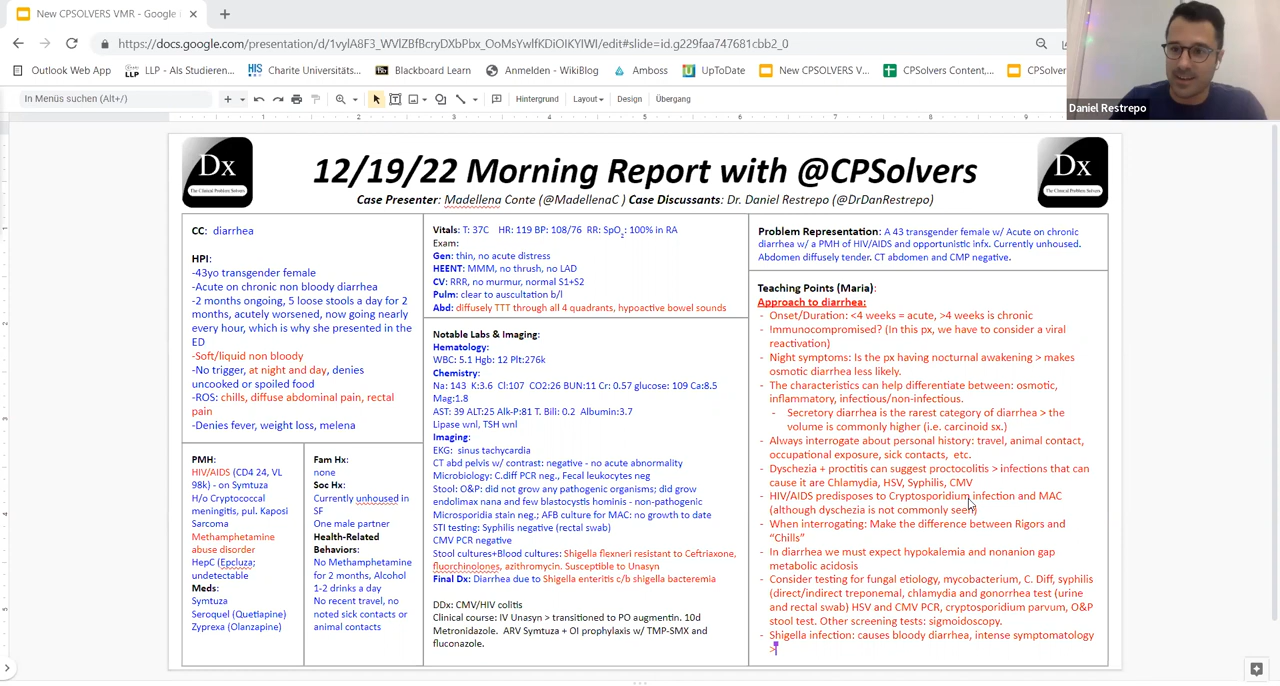 New CPSOLVERS VMR - Google
https://docs.google.com/presentation/d/1vylA8F3_WVlZBfBcryDXbPbx_OoMsYwlfKDiOIKYIWI/edit#slide=id.g229faa747681cbb2_0
Outlook Web App
LLP - Als Studieren...
Charite Universitäts...
Blackboard Learn
Anmelden - WikiBlog
Amboss
UpToDate
New CPSOLVERS V...
CPSolvers Content,...
CPSolver
In Menüs suchen (Alt+/)
Hintergrund
Layout
Design
Übergang
Daniel Restrepo
Dx
The Clinical Problem Solvers
12/19/22 Morning Report with @CPSolvers
Case Presenter: Madellena Conte (@MadellenaC ) Case Discussants: Dr. Daniel Restrepo (@DrDanRestrepo)
Dx
The Clinical Problem Solvers
CC: diarrhea
HPI:
-43yo transgender female
-Acute on chronic non bloody diarrhea
-2 months ongoing, 5 loose stools a day for 2
months, acutely worsened, now going nearly
every hour, which is why she presented in the
ED
-Soft/liquid non bloody
-No trigger, at night and day, denies
uncooked or spoiled food
-ROS: chills, diffuse abdominal pain, rectal
pain
-Denies fever, weight loss, melena
PMH:
HIV/AIDS (CD4 24, VL
98k) - on Symtuza
H/o Cryptococcal
meningitis, pul. Kaposi
Sarcoma
Methamphetamine
abuse disorder
HepC (Epcluza;
undetectable
Meds:
Symtuza
Seroquel (Quetiapine)
Zyprexa (Olanzapine)
Fam Hx:
none
Soc Hx:
Currently unhoused in
SF
One male partner
Health-Related
Behaviors:
No Methamphetamine
for 2 months, Alcohol
1-2 drinks a day
No recent travel, no
noted sick contacts or
animal contacts
Vitals: T: 37C HR: 119 BP: 108/76 RR: SpO2: 100% in RA
Exam:
Gen: thin, no acute distress
HEENT: MMM, no thrush, no LAD
CV: RRR, no murmur, normal S1+S2
Pulm: clear to auscultation b/l
Abd: diffusely TTT through all 4 quadrants, hypoactive bowel sounds
Notable Labs & Imaging:
Hematology:
WBC: 5.1 Hgb: 12 Plt:276k
Chemistry:
Na: 143 K:3.6 Cl:107 CO2:26 BUN:11 Cr: 0.57 glucose: 109 Ca:8.5
Mag:1.8
AST: 39 ALT:25 Alk-P:81 T. Bili: 0.2 Albumin:3.7
Lipase wnl, TSH wnl
Imaging:
EKG: sinus tachycardia
CT abd pelvis w/ contrast: negative - no acute abnormality
Microbiology: C.diff PCR neg., Fecal leukocytes neg
Stool: O&P: did not grow any pathogenic organisms; did grow
endolimax nana and few blastocystis hominis - non-pathogenic
Microsporidia stain neg.; AFB culture for MAC: no growth to date
STI testing: Syphilis negative (rectal swab)
CMV PCR negative
Stool cultures+Blood cultures: Shigella flexneri resistant to Ceftriaxone,
fluorchinolones, azithromycin. Susceptible to Unasyn
Final Dx: Diarrhea due to Shigella enteritis c/b shigella bacteremia
DDx: CMV/HIV colitis
Clinical course: IV Unasyn > transitioned to PO augmentin. 10d
Metronidazole. ARV Symtuza + OI prophylaxis w/ TMP-SMX and
fluconazole.
Problem Representation: A 43 transgender female w/ Acute on chronic
diarrhea w/ a PMH of HIV/AIDS and opportunistic infx. Currently unhoused.
Abdomen diffusely tender. CT abdomen and CMP negative.
Teaching Points (Maria):
Approach to diarrhea:
- Onset/Duration: <4 weeks = acute, >4 weeks is chronic
- Immunocompromised? (In this px, we have to consider a viral
reactivation)
- Night symptoms: Is the px having nocturnal awakening > makes
osmotic diarrhea less likely.
- The characteristics can help differentiate between: osmotic,
inflammatory, infectious/non-infectious.
- Secretory diarrhea is the rarest category of diarrhea > the
volume is commonly higher (i.e. carcinoid sx.)
- Always interrogate about personal history: travel, animal contact,
occupational exposure, sick contacts, etc.
- Dyschezia + proctitis can suggest proctocolitis > infections that can
cause it are Chlamydia, HSV, Syphilis, CMV
- HIV/AIDS predisposes to Cryptosporidium infection and MAC
(although dyschezia is not commonly seen)
- When interrogating: Make the difference between Rigors and
"Chills"
- In diarrhea we must expect hypokalemia and nonanion gap
metabolic acidosis
- Consider testing for fungal etiology, mycobacterium, C. Diff, syphilis
(direct/indirect treponemal, chlamydia and gonorrhea test (urine
and rectal swab) HSV and CMV PCR, cryptosporidium parvum, O&P
stool test. Other screening tests: sigmoidoscopy.
- Shigella infection: causes bloody diarrhea, intense symptomatology
>